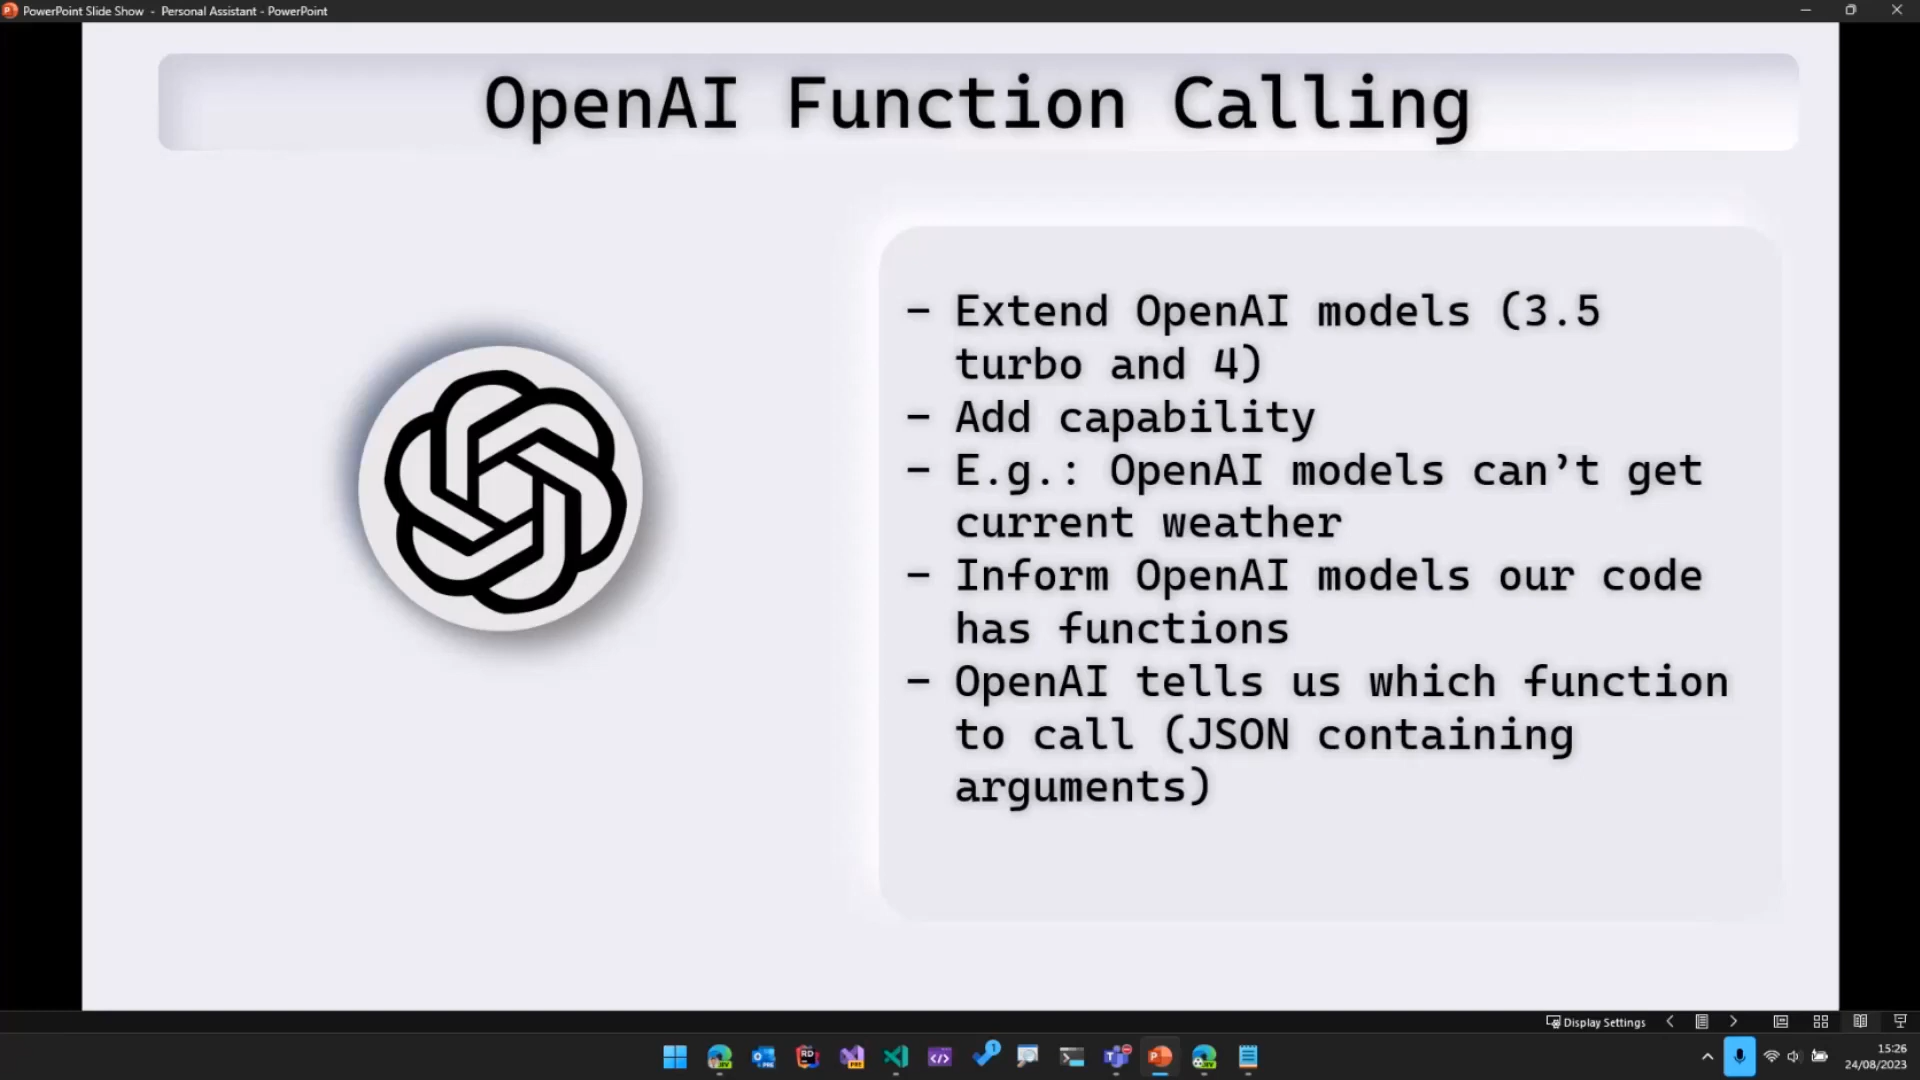 PowerPoint Slide Show - Personal Assistant - PowerPoint
OpenAI Function Calling
- Extend OpenAI models (3.5
turbo and 4)
- Add capability
- E.g.: OpenAI models can’t get
current weather
- Inform OpenAI models our code
has functions
- OpenAI tells us which function
to call (JSON containing
arguments)
Display Settings
15:26
24/08/2023